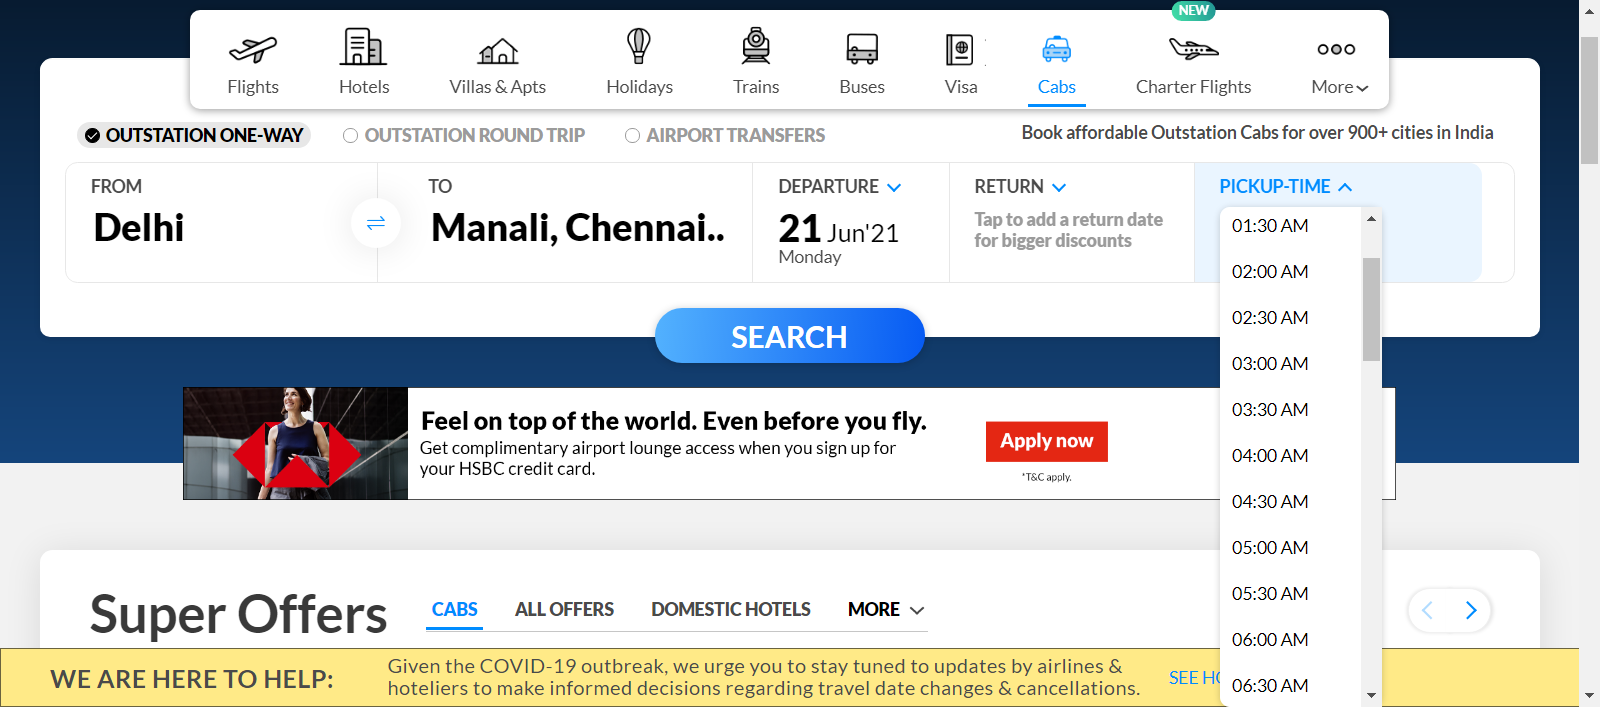 NEW
Flights
Hotels
Villas & Apts
Holidays
Trains
Buses
Visa
Cabs
Charter Flights
More
OUTSTATION ONE-WAY
OUTSTATION ROUND TRIP
AIRPORT TRANSFERS
Book affordable Outstation Cabs for over 900+ cities in India
FROM
Delhi
TO
Manali, Chennai..
DEPARTURE
21 Jun'21
Monday
RETURN
Tap to add a return date
for bigger discounts
PICKUP-TIME
01:30 AM
02:00 AM
02:30 AM
03:00 AM
03:30 AM
04:00 AM
04:30 AM
05:00 AM
05:30 AM
06:00 AM
06:30 AM
SEARCH
Feel on top of the world. Even before you fly.
Get complimentary airport lounge access when you sign up for
your HSBC credit card.
Apply now
*T&C apply.
Super Offers
CABS
ALL OFFERS
DOMESTIC HOTELS
MORE
WE ARE HERE TO HELP:
Given the COVID-19 outbreak, we urge you to stay tuned to updates by airlines &
hoteliers to make informed decisions regarding travel date changes & cancellations.
SEE